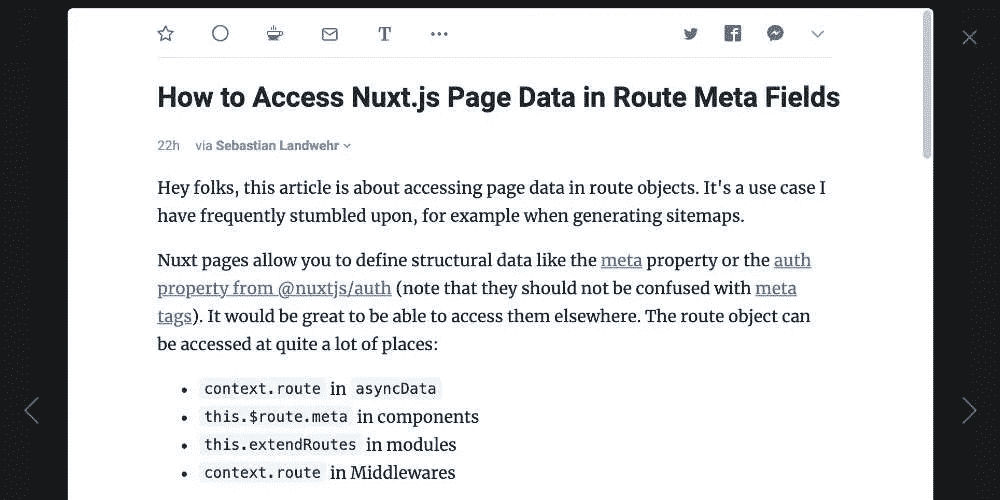 How to Access Nuxt.js Page Data in Route Meta Fields
22h via Sebastian Landwehr
Hey folks, this article is about accessing page data in route objects. It's a use case I
have frequently stumbled upon, for example when generating sitemaps.
Nuxt pages allow you to define structural data like the meta property or the auth
property from @nuxtjs/auth (note that they should not be confused with meta
tags). It would be great to be able to access them elsewhere. The route object can
be accessed at quite a lot of places:
• context.route in asyncData
• this.$route.meta in components
• this.extendRoutes in modules
• context.route in Middlewares